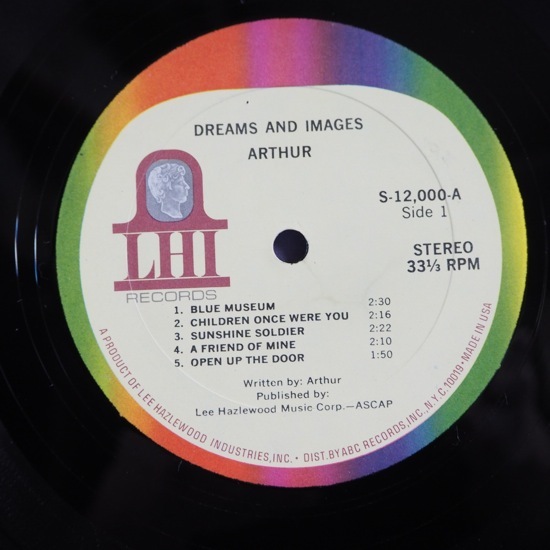 DREAMS AND IMAGES
ARTHUR
S-12,000-A
Side 1
LHI
RECORDS
STEREO
33⅓ RPM
1. BLUE MUSEUM 2:30
2. CHILDREN ONCE WERE YOU 2:16
3. SUNSHINE SOLDIER 2:22
4. A FRIEND OF MINE 2:10
5. OPEN UP THE DOOR 1:50
Written by: Arthur
Published by:
Lee Hazlewood Music Corp.—ASCAP
A PRODUCT OF LEE HAZLEWOOD INDUSTRIES, INC. • DIST. BY ABC RECORDS, INC., N.Y.C. 10019 • MADE IN USA